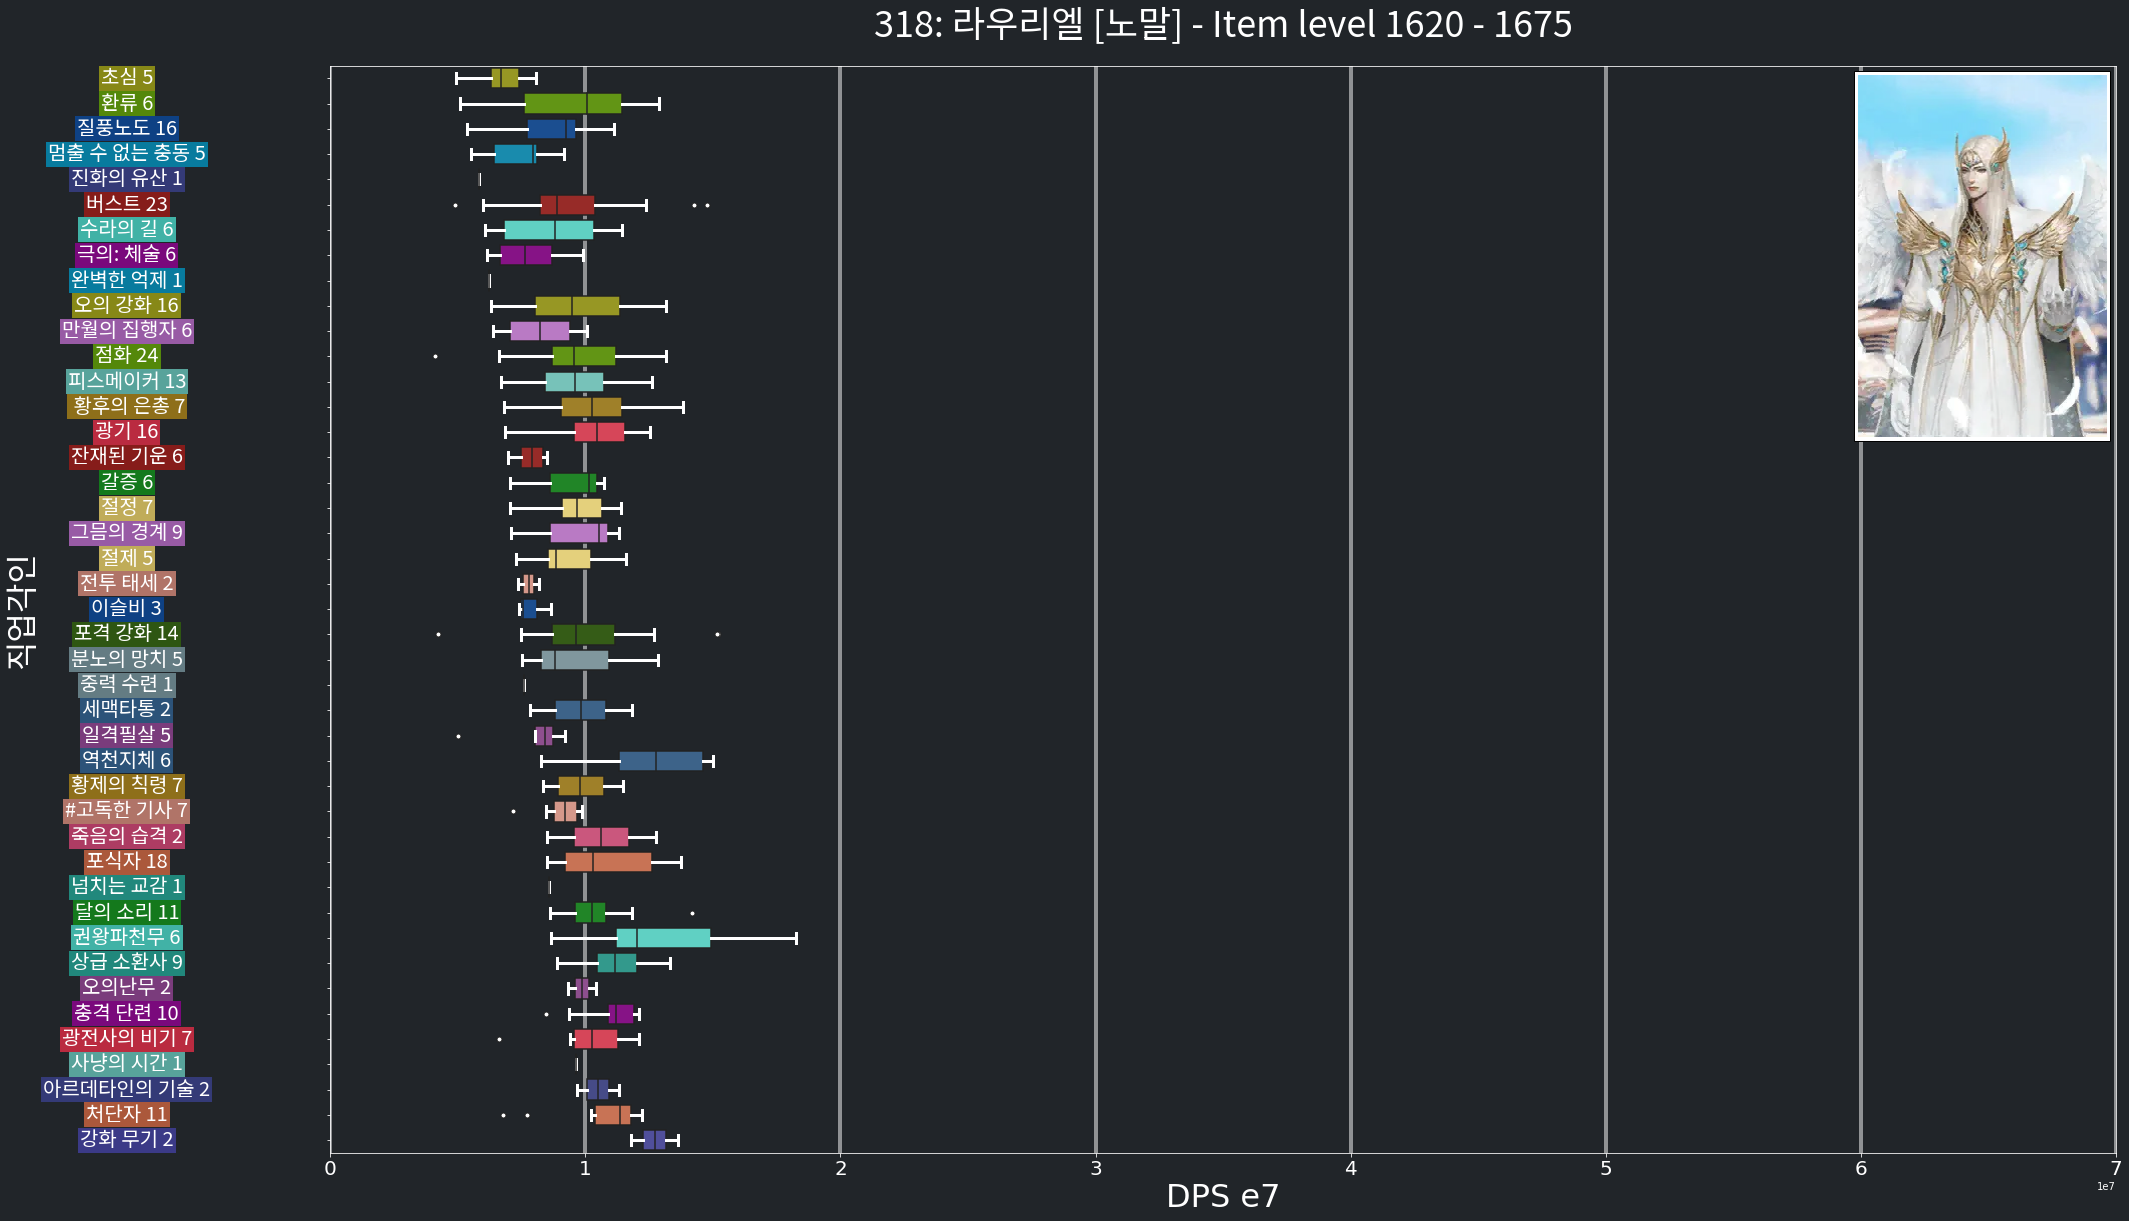 318: 라우리엘 [노말] - Item level 1620 - 1675
초심 5
환류 6
질풍노도 16
멈출 수 없는 충동 5
진화의 유산 1
버스트 23
수라의 길 6
극의: 체술 6
완벽한 억제 1
오의 강화 16
만월의 집행자 6
점화 24
피스메이커 13
황후의 은총 7
광기 16
잔재된 기운 6
갈증 6
절정 7
그믐의 경계 9
절제 5
전투 태세 2
이슬비 3
포격 강화 14
분노의 망치 5
중력 수련 1
세맥타통 2
일격필살 5
역천지체 6
황제의 칙령 7
#고독한 기사 7
죽음의 습격 2
포식자 18
넘치는 교감 1
달의 소리 11
권왕파천무 6
상급 소환사 9
오의난무 2
충격 단련 10
광전사의 비기 7
사냥의 시간 1
아르데타인의 기술 2
처단자 11
강화 무기 2
직업각인
0 1 2 3 4 5 6 7
1e7
DPS e7